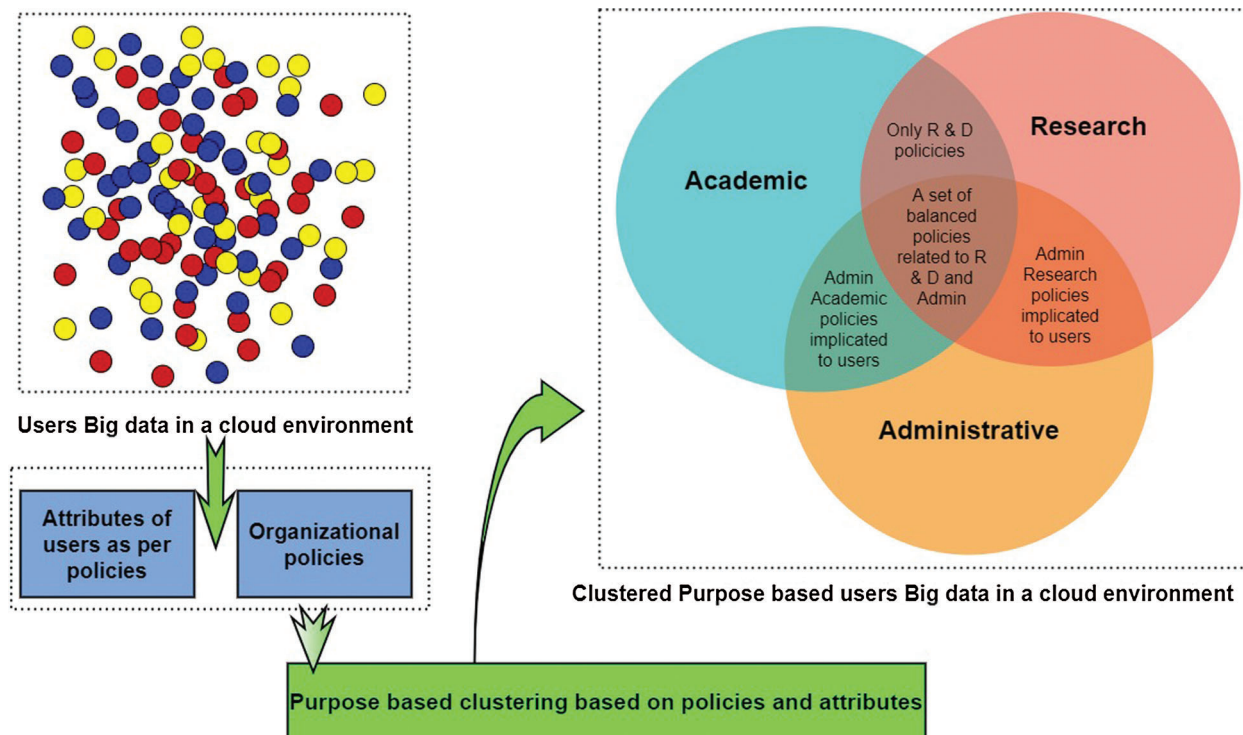 Users Big data in a cloud environment
Attributes of
users as per
policies
Organizational
policies
Purpose based clustering based on policies and attributes
Academic
Research
Administrative
Only R & D
policicies
A set of
balanced
policies
related to R
& D and
Admin
Admin
Academic
policies
implicated
to users
Admin
Research
policies
implicated
to users
Clustered Purpose based users Big data in a cloud environment